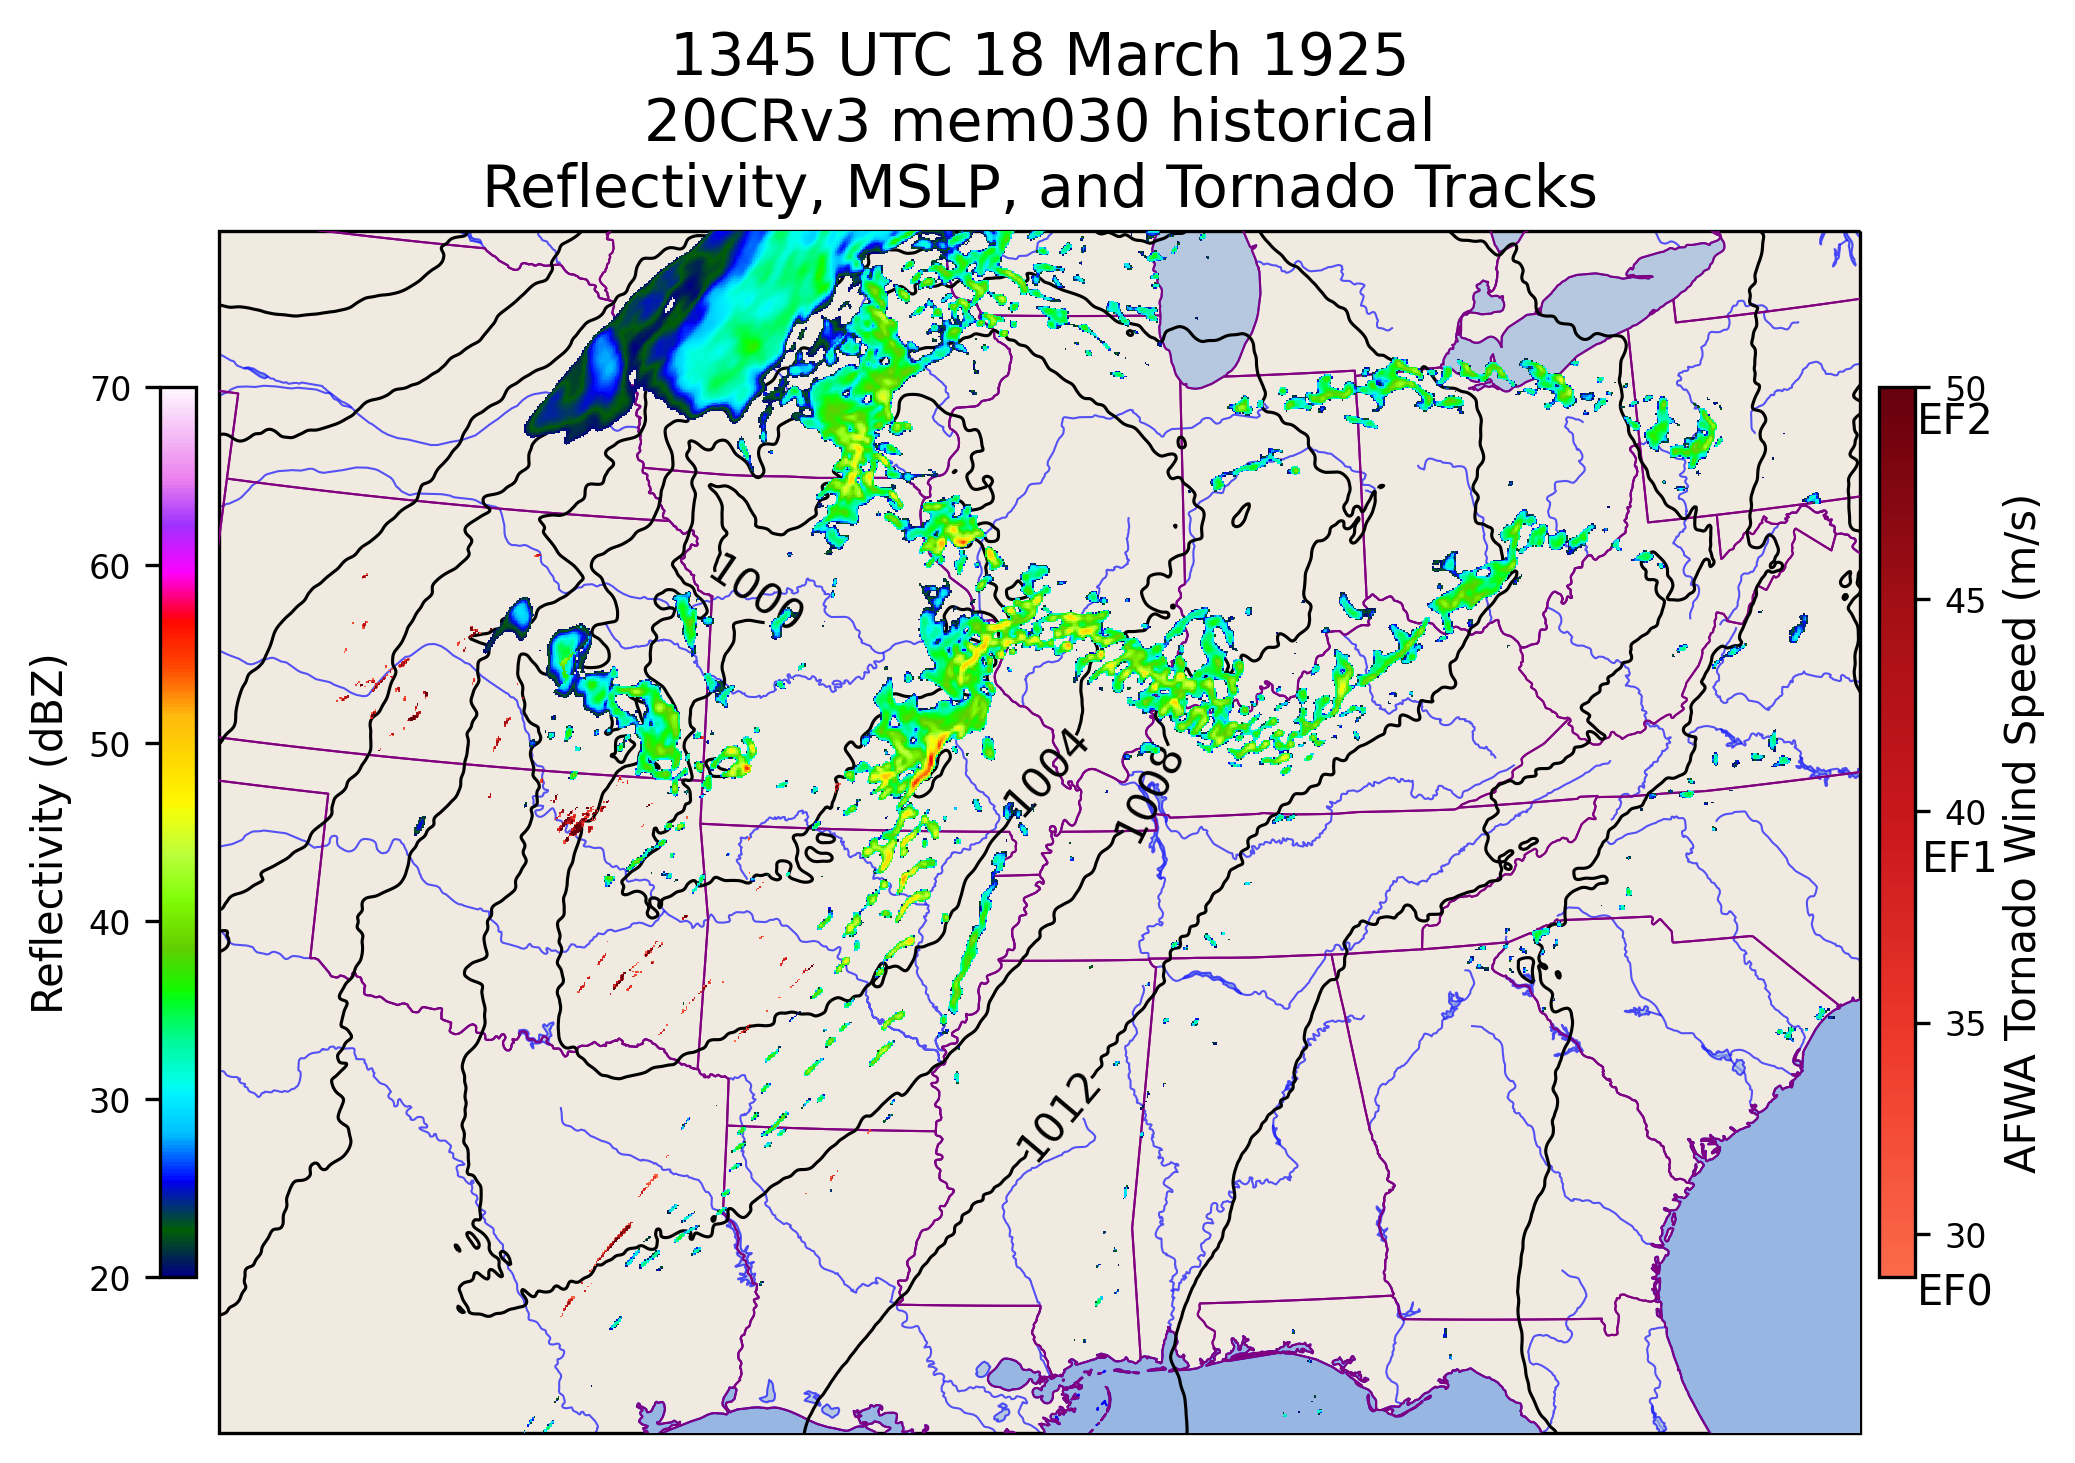 1345 UTC 18 March 1925
20CRv3 mem030 historical
Reflectivity, MSLP, and Tornado Tracks
70
60
50
40
30
20
Reflectivity (dBZ)
1009
1004
1008
1012
50
EF2
45
40
EF1
35
30
EF0
AFWA Tornado Wind Speed (m/s)